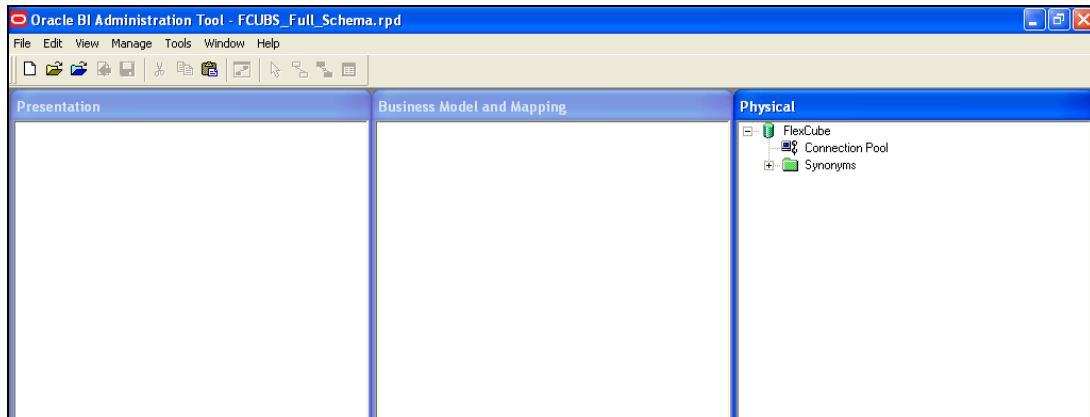 Oracle BI Administration Tool - FCUBS_Full_Schema.rpd
File Edit View Manage Tools Window Help
Presentation
Business Model and Mapping
Physical
FlexCube
Connection Pool
Synonyms